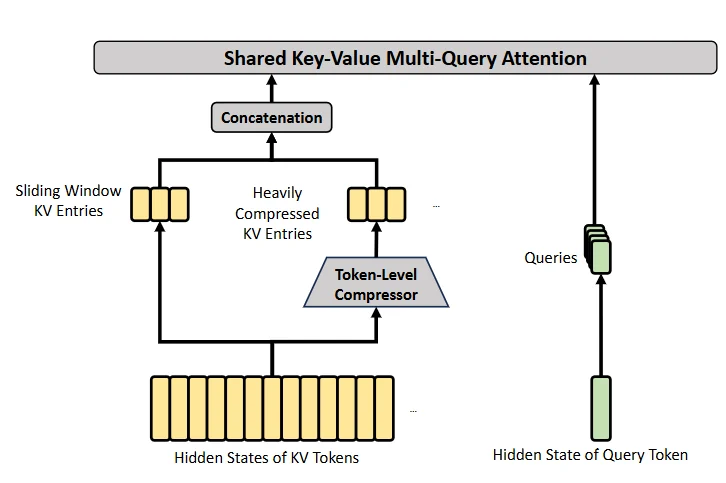 Shared Key-Value Multi-Query Attention
Concatenation
Sliding Window
KV Entries
Heavily
Compressed
KV Entries
...
Token-Level
Compressor
Queries
...
Hidden States of KV Tokens
Hidden State of Query Token